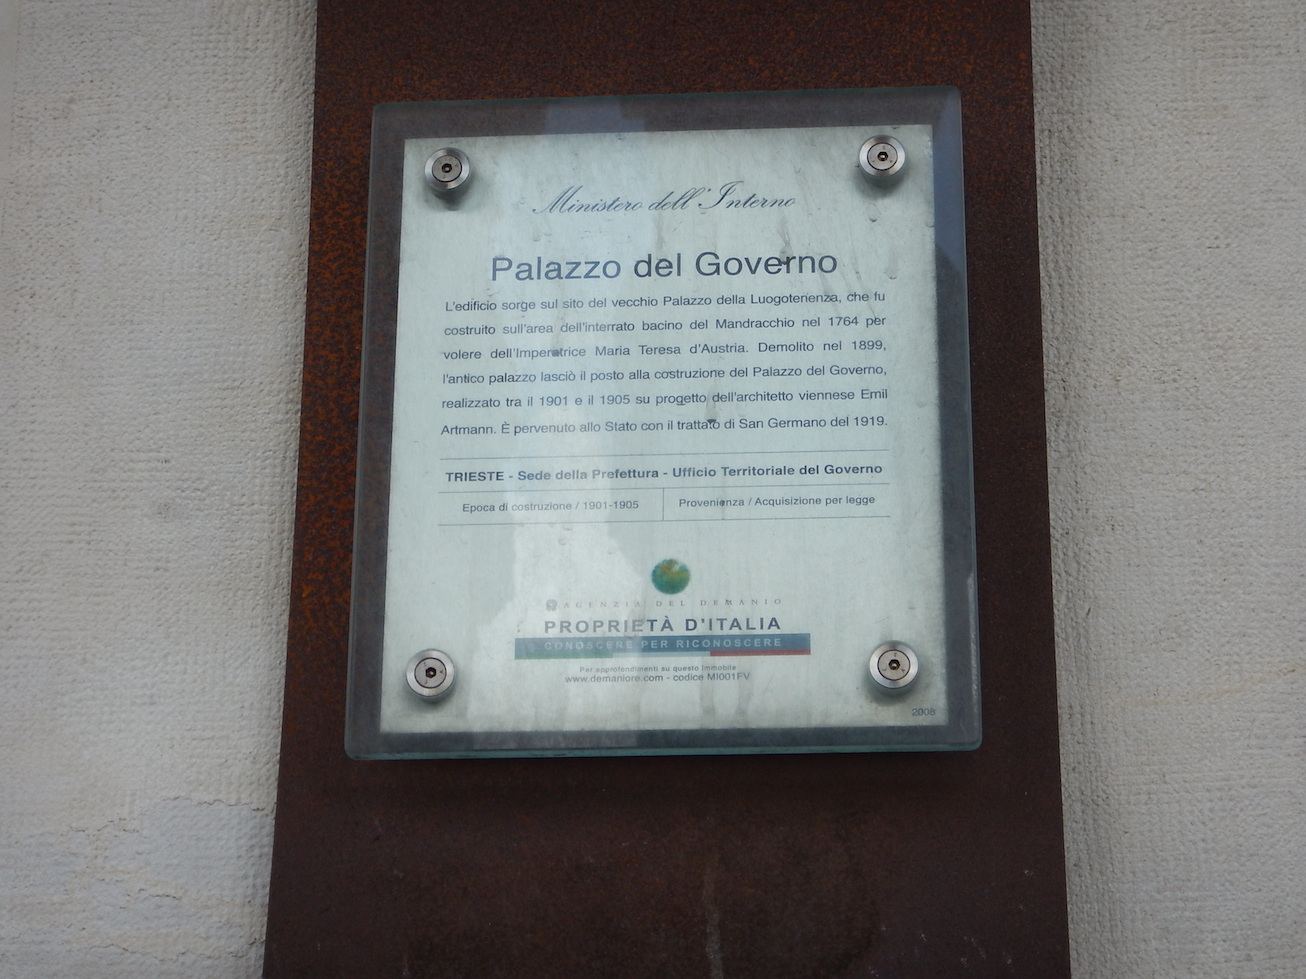 Ministero dell'Interno
Palazzo del Governo
L'edificio sorge sul sito del vecchio Palazzo della Luogotenenza, che fu
costruito sull'area dell'interrato bacino del Mandracchio nel 1764 per
volere dell'Imperatrice Maria Teresa d'Austria. Demolito nel 1899,
l'antico palazzo lasciò il posto alla costruzione del Palazzo del Governo,
realizzato tra il 1901 e il 1905 su progetto dell'architetto viennese Emil
Artmann. È pervenuto allo Stato con il trattato di San Germano del 1919.
TRIESTE - Sede della Prefettura - Ufficio Territoriale del Governo
Epoca di costruzione / 1901-1905
Provenienza / Acquisizione per legge
AGENZIA DEL DEMANIO
PROPRIETÀ D'ITALIA
CONOSCERE PER RICONOSCERE
Per approfondimenti su questo immobile
www.demaniore.com - codice MI001FV
2008